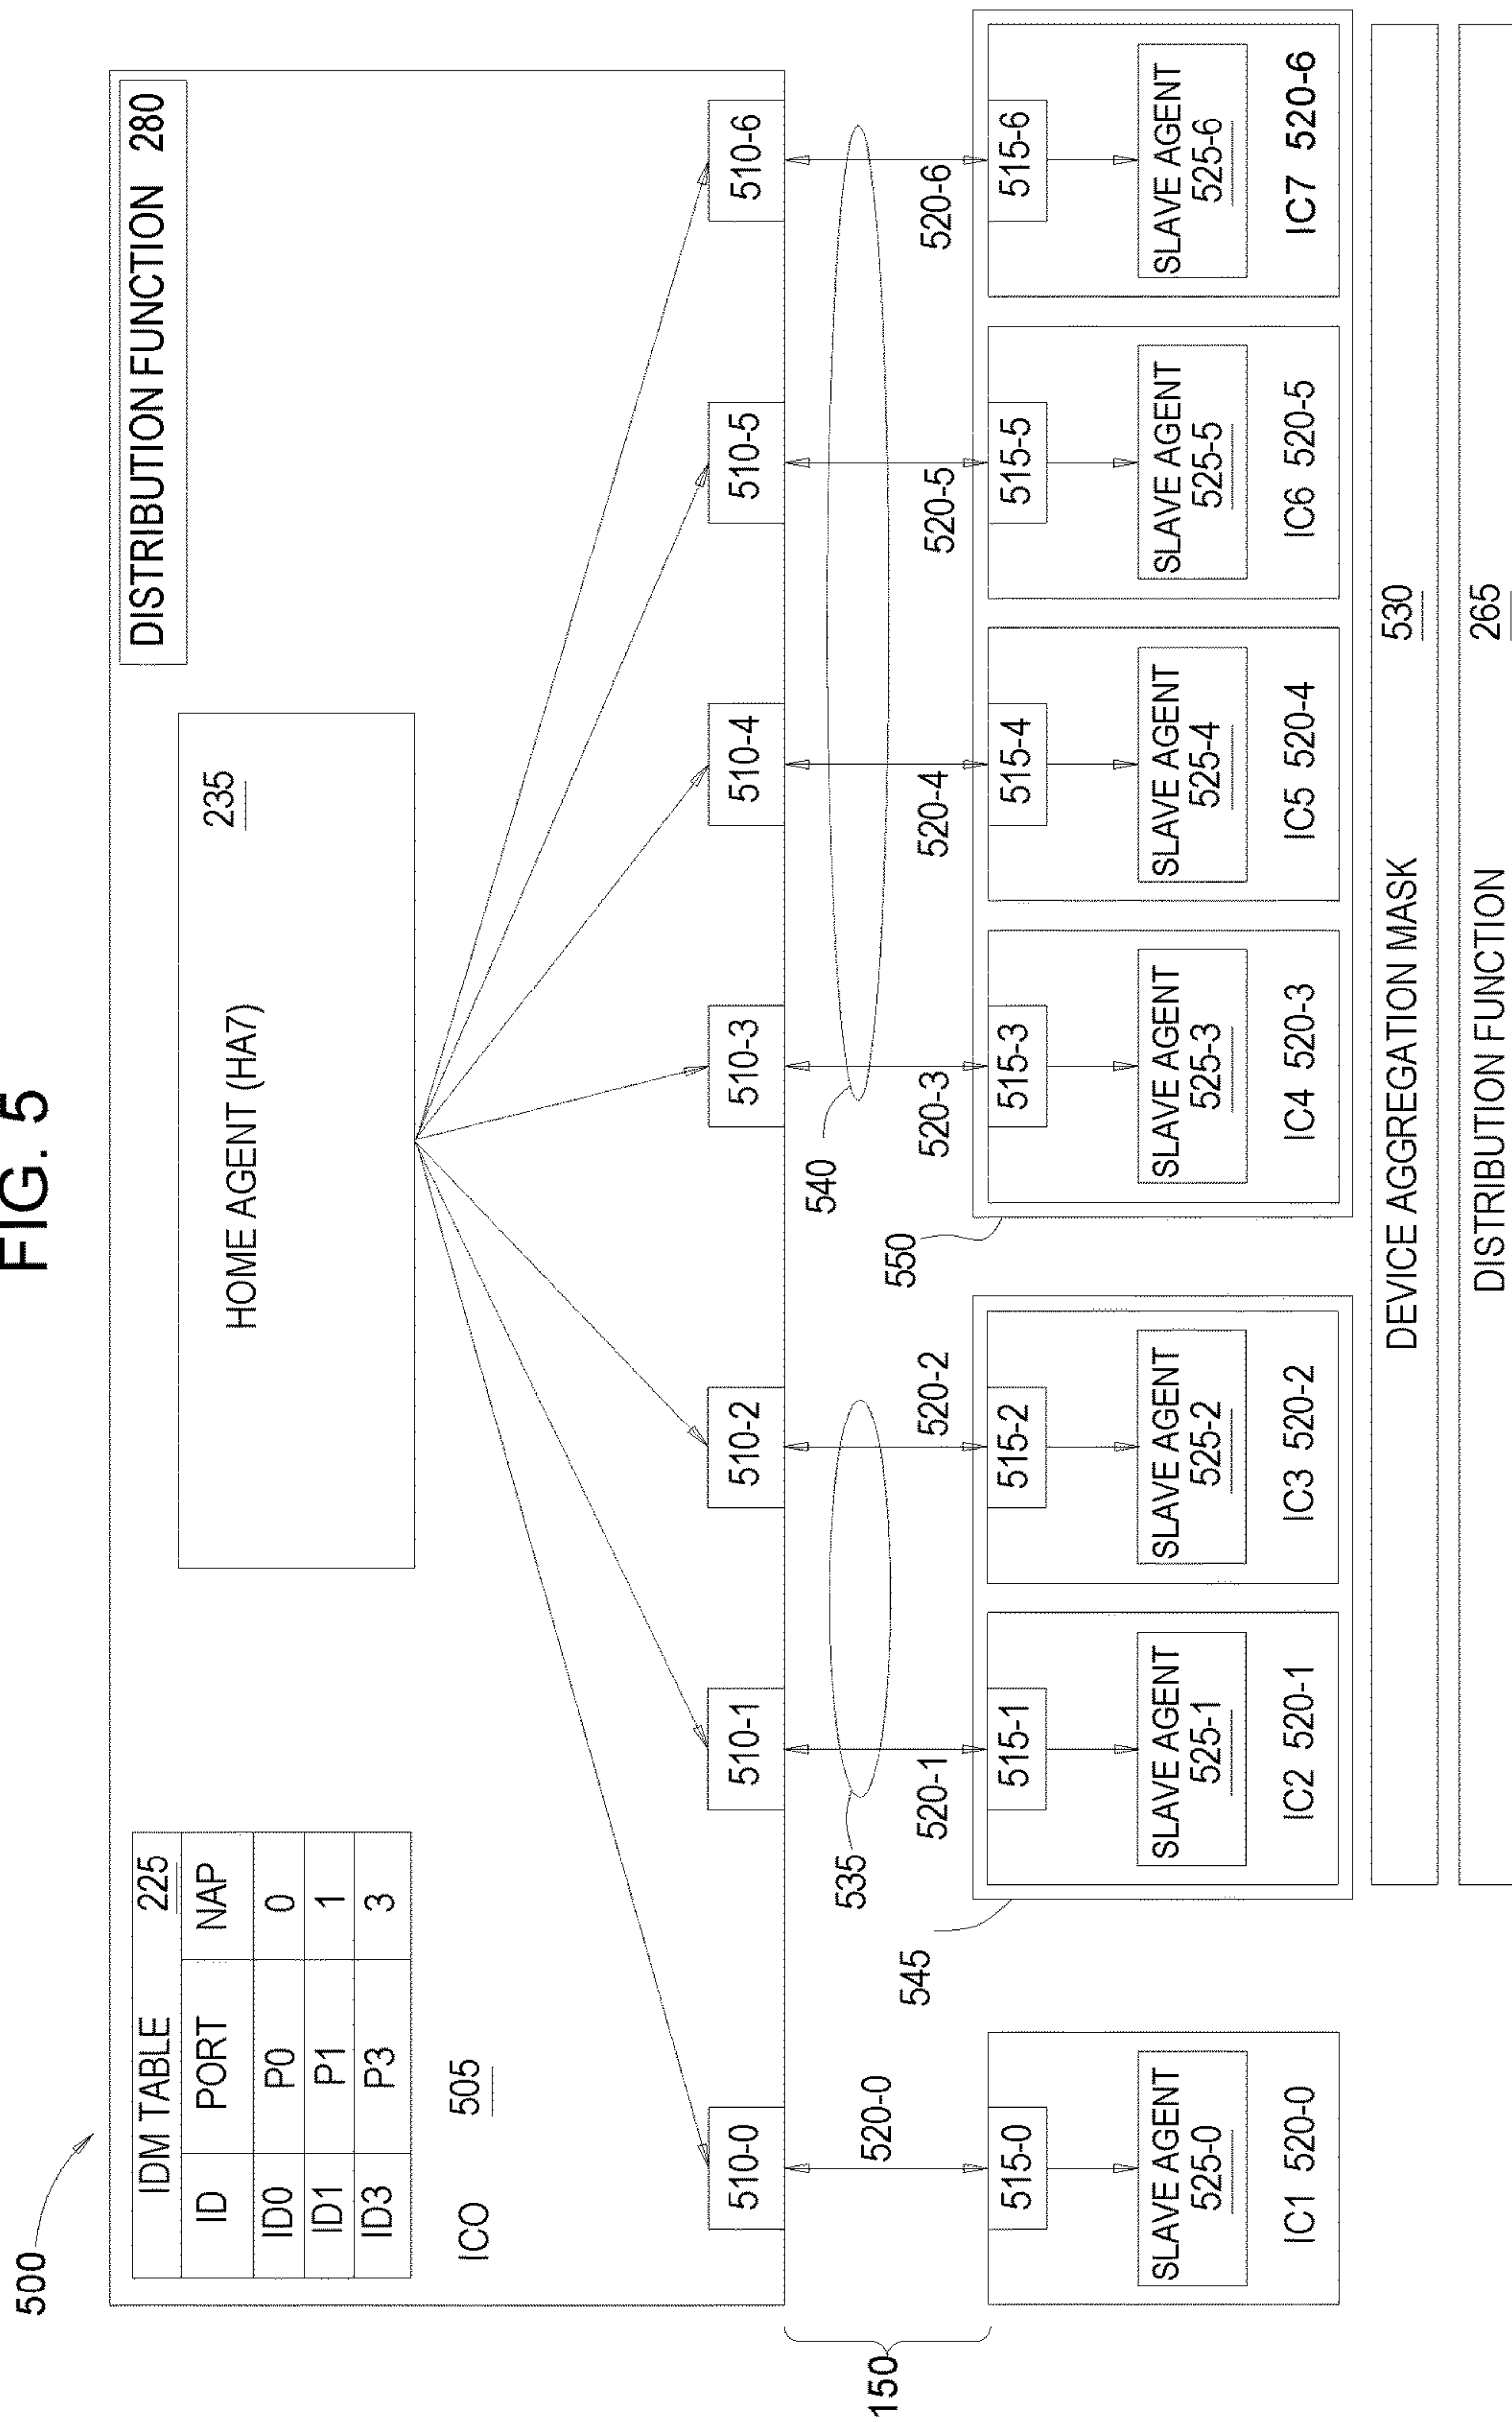 FIG. 5
500
IDM TABLE 225
ID PORT NAP
ID0 P0 0
ID1 P1 1
ID3 P3 3
ICO 505
HOME AGENT (HA7) 235
DISTRIBUTION FUNCTION 280
510-0 510-1 510-2 510-3 510-4 510-5 510-6
150
535
540
520-0 520-1 520-2 520-3 520-4 520-5 520-6
545
550
515-0 515-1 515-2 515-3 515-4 515-5 515-6
SLAVE AGENT
525-0
IC1 520-0
SLAVE AGENT
525-1
IC2 520-1
SLAVE AGENT
525-2
IC3 520-2
SLAVE AGENT
525-3
IC4 520-3
SLAVE AGENT
525-4
IC5 520-4
SLAVE AGENT
525-5
IC6 520-5
SLAVE AGENT
525-6
IC7 520-6
DEVICE AGGREGATION MASK 530
DISTRIBUTION FUNCTION 265